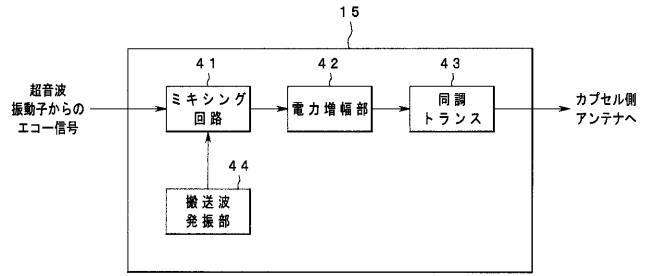 15
41
42
43
超音波
振動子からの
エコー信号
ミキシング
回路
電力増幅部
同調
トランス
カプセル側
アンテナへ
44
搬送波
発振部